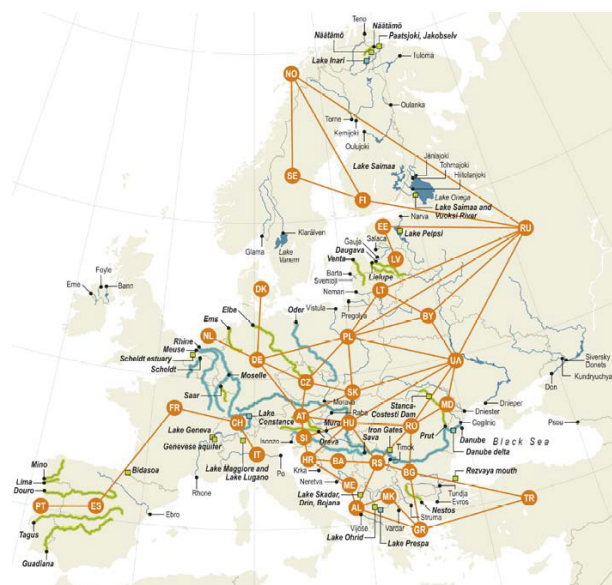 Teno
Näätämö
Näätämö
Paatsjoki, Jakobselv
Lake Inari
Tuloma
NO
Oulanka
Torne
Kemijoki
Oulujoki
Lake Saimaa
Jänisjoki
Tohmajoki
Hiitolanjoki
SE
FI
Lake Onega
Lake Saimaa and
Vuoksi River
Narva
RU
Klarälven
EE
Lake Peipsi
Glama
Lake
Vanern
Gauja
Salaca
Daugava
Venta
LV
Lielupe
Foyle
Erne
Bann
Barta
Sventoji
DK
LT
Neman
Elbe
Oder
Vistula
Pregolya
BY
Ems
NL
PL
Rhine
Meuse
Scheldt estuary
Scheldt
DE
UA
Siversky
Donets
Moselle
CZ
Don
Kundryuchya
Saar
SK
Morava
Stanca-
Costesti Dam
Dnieper
FR
Lake
Constance
AT
Raba
MD
Dniester
CH
Mura
HU
Iron Gates
RO
Prut
Coglinic
Psou
Lake Geneva
SI
Drava
Sava
Danube
Black Sea
Genevese aquifer
Isonzo
Timok
Danube delta
IT
HR
BA
RS
Mino
Bidasoa
Lake Maggiore and
Lake Lugano
Po
Krka
BG
Rezvaya mouth
Lima
Neretva
ME
Douro
Rhone
Lake Skadar,
Drin, Bojana
MK
Tundja
Evros
TR
PT
ES
Ebro
AL
Nestos
Struma
Tagus
Vijose
Vardar
GR
Lake Ohrid
Lake Prespa
Guadiana